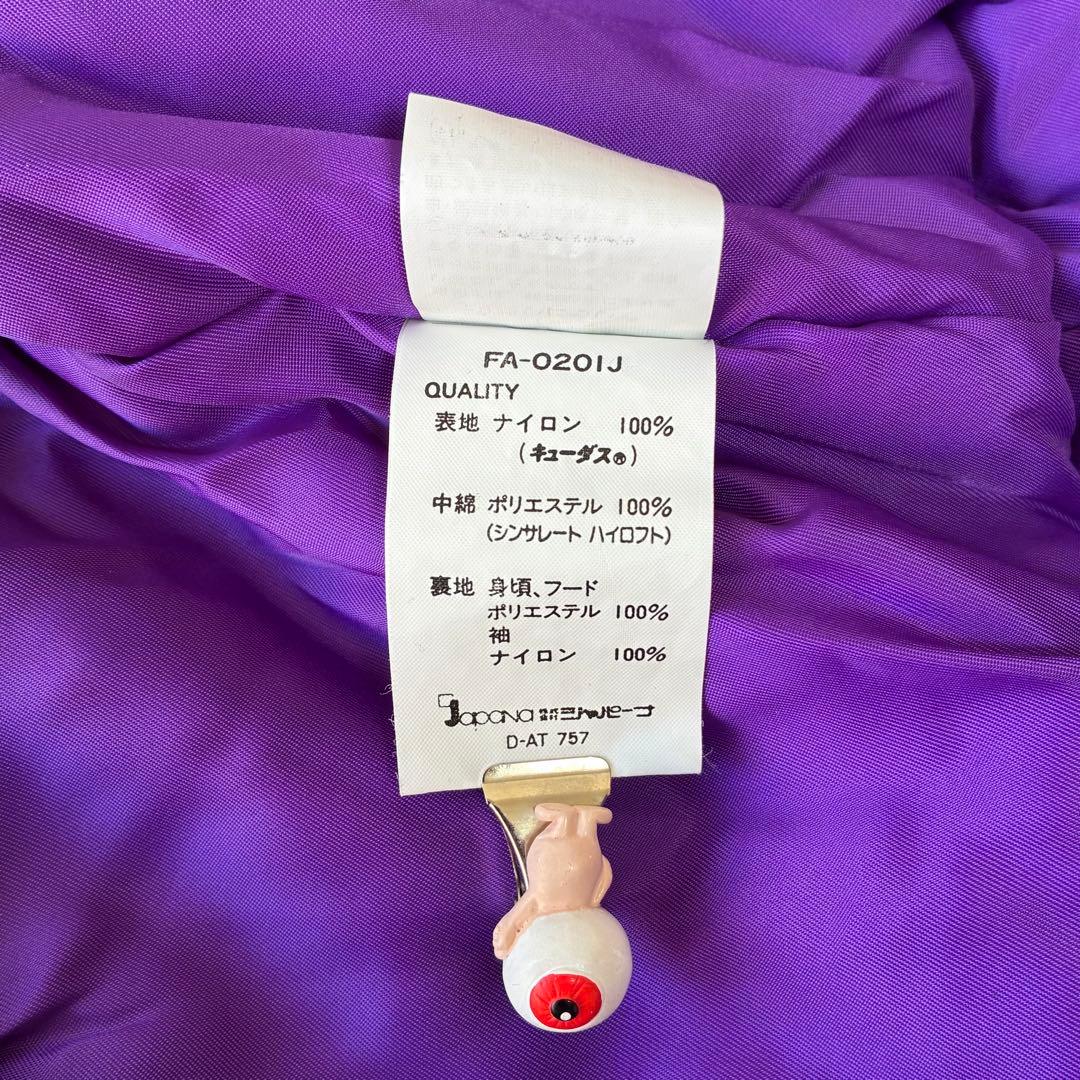 FA-0201J
QUALITY
表地 ナイロン 100%
(キューダス®)
中綿 ポリエステル 100%
(シンサレート ハイロフト)
裏地 身頃、フード
ポリエステル 100%
袖
ナイロン 100%
Japana 株式会社 ジャパーナ
D-AT 757